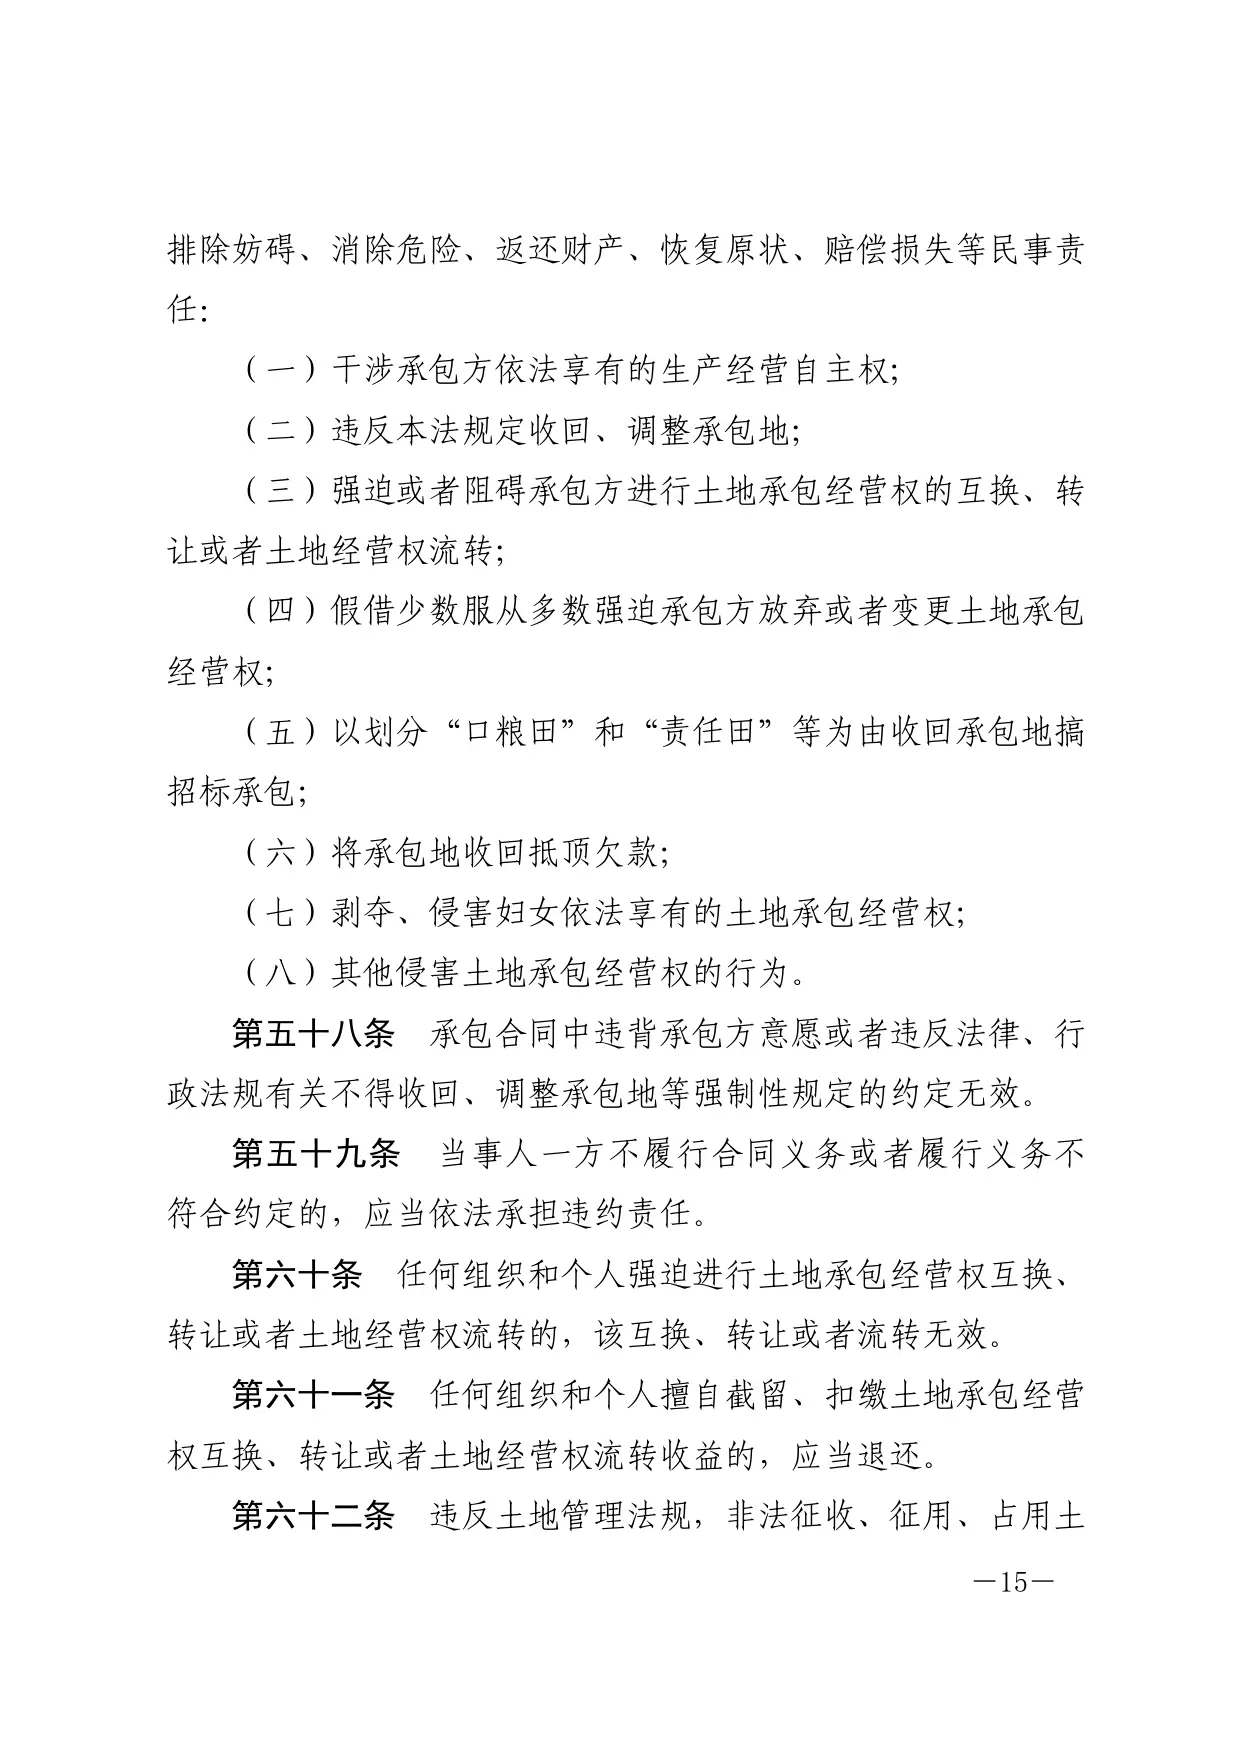 排除妨碍、消除危险、返还财产、恢复原状、赔偿损失等民事责
任：
（一）干涉承包方依法享有的生产经营自主权；
（二）违反本法规定收回、调整承包地；
（三）强迫或者阻碍承包方进行土地承包经营权的互换、转
让或者土地经营权流转；
（四）假借少数服从多数强迫承包方放弃或者变更土地承包
经营权；
（五）以划分“口粮田”和“责任田”等为由收回承包地搞
招标承包；
（六）将承包地收回抵顶欠款；
（七）剥夺、侵害妇女依法享有的土地承包经营权；
（八）其他侵害土地承包经营权的行为。
第五十八条　承包合同中违背承包方意愿或者违反法律、行
政法规有关不得收回、调整承包地等强制性规定的约定无效。
第五十九条　当事人一方不履行合同义务或者履行义务不
符合约定的，应当依法承担违约责任。
第六十条　任何组织和个人强迫进行土地承包经营权互换、
转让或者土地经营权流转的，该互换、转让或者流转无效。
第六十一条　任何组织和个人擅自截留、扣缴土地承包经营
权互换、转让或者土地经营权流转收益的，应当退还。
第六十二条　违反土地管理法规，非法征收、征用、占用土
—15—